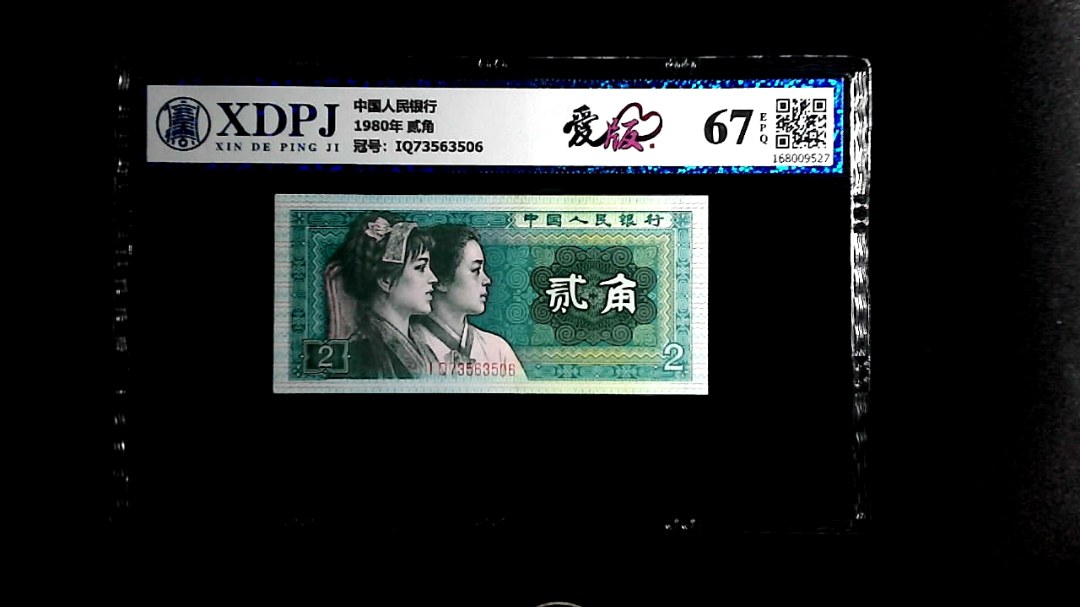 XDPJ
XIN DE PING JI
中国人民银行
1980年 贰角
冠号：IQ73563506
爱版
67
EPQ
168009527
中国人民银行
贰角
2
2
IQ73563506